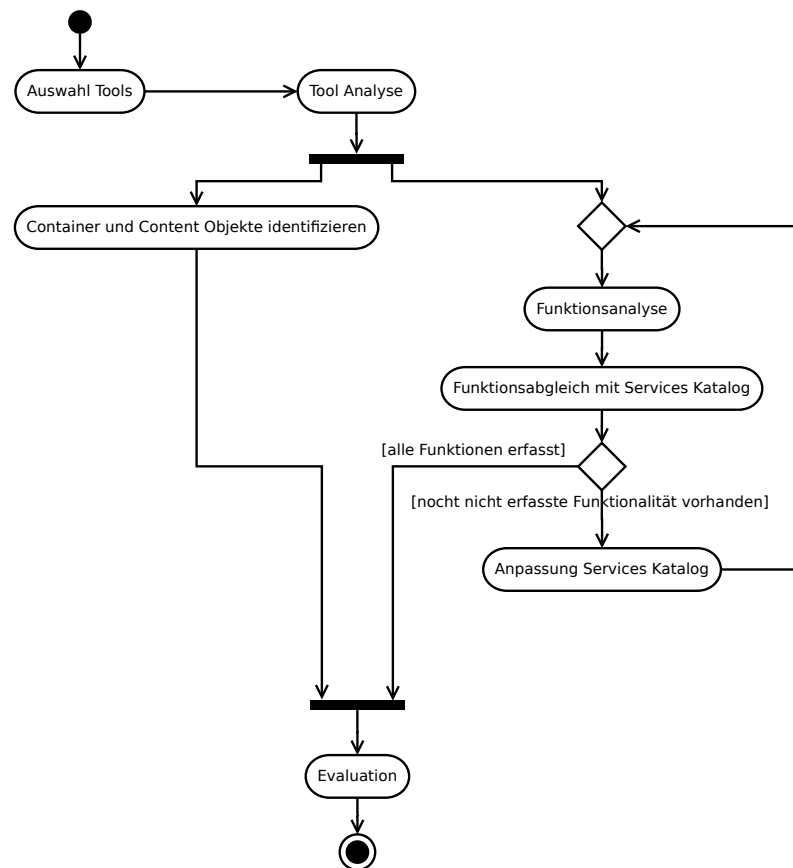 Auswahl Tools
Tool Analyse
Container und Content Objekte identifizieren
Funktionsanalyse
Funktionsabgleich mit Services Katalog
[alle Funktionen erfasst]
[nocht nicht erfasste Funktionalität vorhanden]
Anpassung Services Katalog
Evaluation